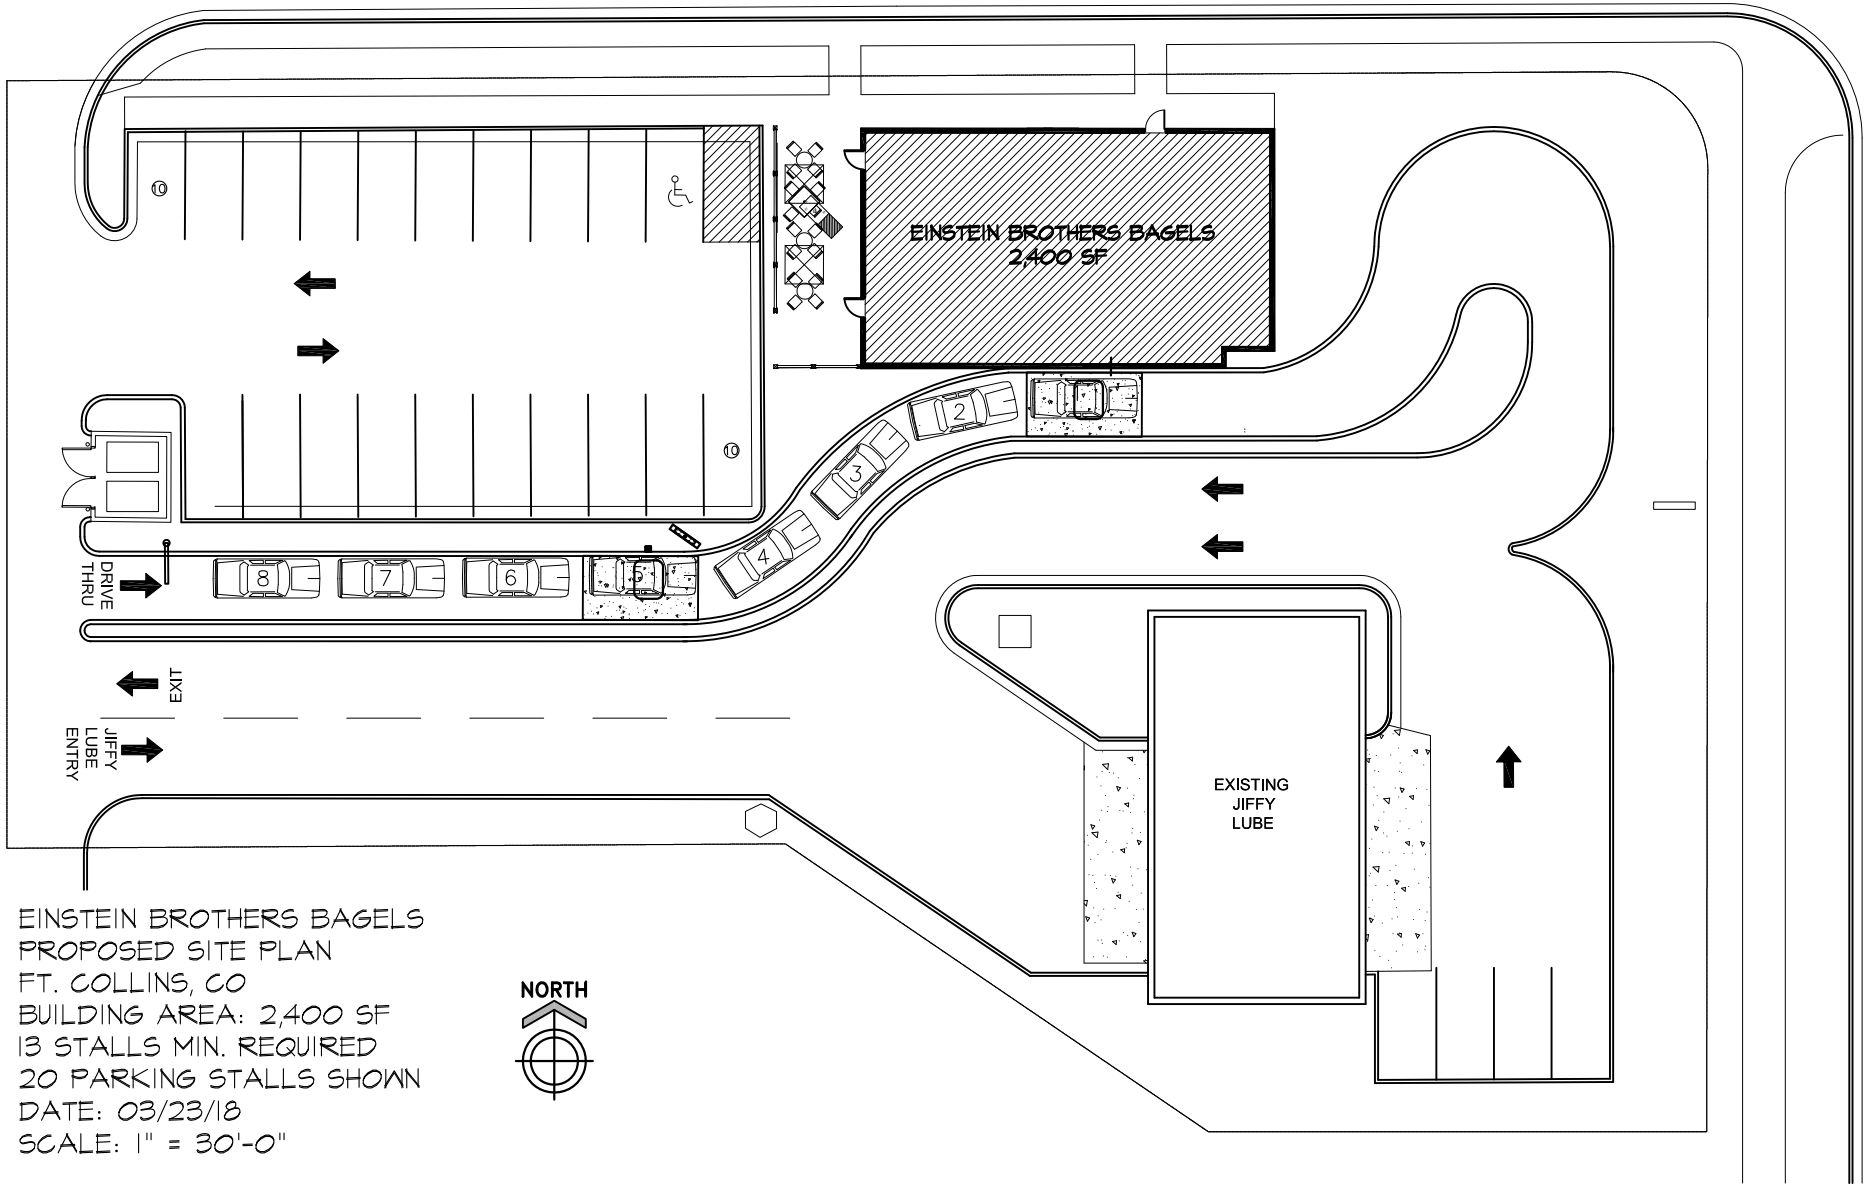 10
EINSTEIN BROTHERS BAGELS
2,400 SF
10
2
3
4
5
6
7
8
DRIVE
THRU
EXIT
JIFFY
LUBE
ENTRY
EXISTING
JIFFY
LUBE
EINSTEIN BROTHERS BAGELS
PROPOSED SITE PLAN
FT. COLLINS, CO
BUILDING AREA: 2,400 SF
13 STALLS MIN. REQUIRED
20 PARKING STALLS SHOWN
DATE: 03/23/18
SCALE: 1" = 30'-0"
NORTH